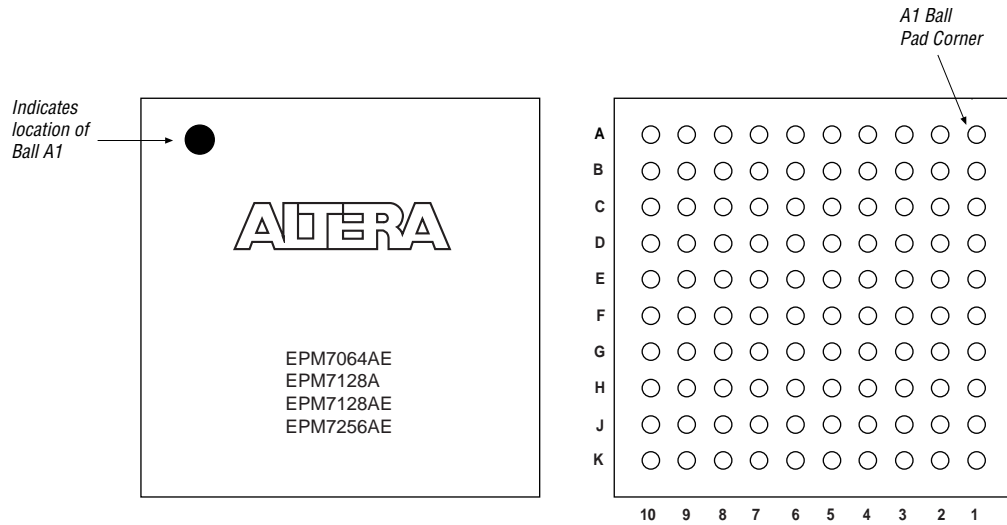 A1 Ball
Pad Corner
Indicates
location of
Ball A1
ALTERA
EPM7064AE
EPM7128A
EPM7128AE
EPM7256AE
A
B
C
D
E
F
G
H
J
K
10 9 8 7 6 5 4 3 2 1